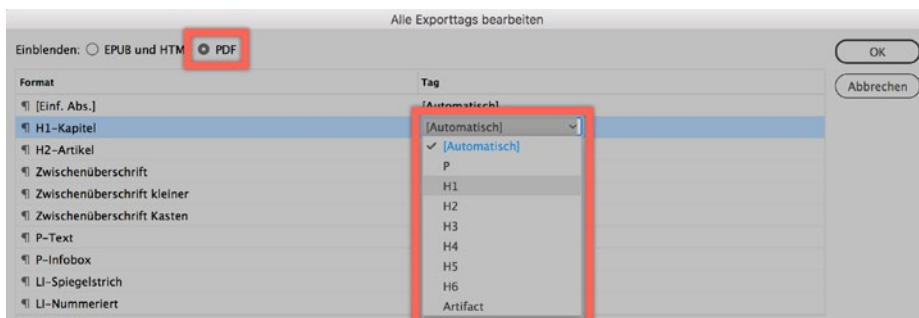 Alle Exporttags bearbeiten
Einblenden: EPUB und HTM PDF
OK
Abbrechen
Format Tag
¶ [Einf. Abs.] [Automatisch]
¶ H1-Kapitel [Automatisch]
¶ H2-Artikel ✓ [Automatisch]
¶ Zwischenüberschrift P
¶ Zwischenüberschrift kleiner H1
¶ Zwischenüberschrift Kasten H2
¶ P-Text H3
¶ P-Infobox H4
¶ LI-Spiegelstrich H5
¶ LI-Nummeriert H6
Artifact